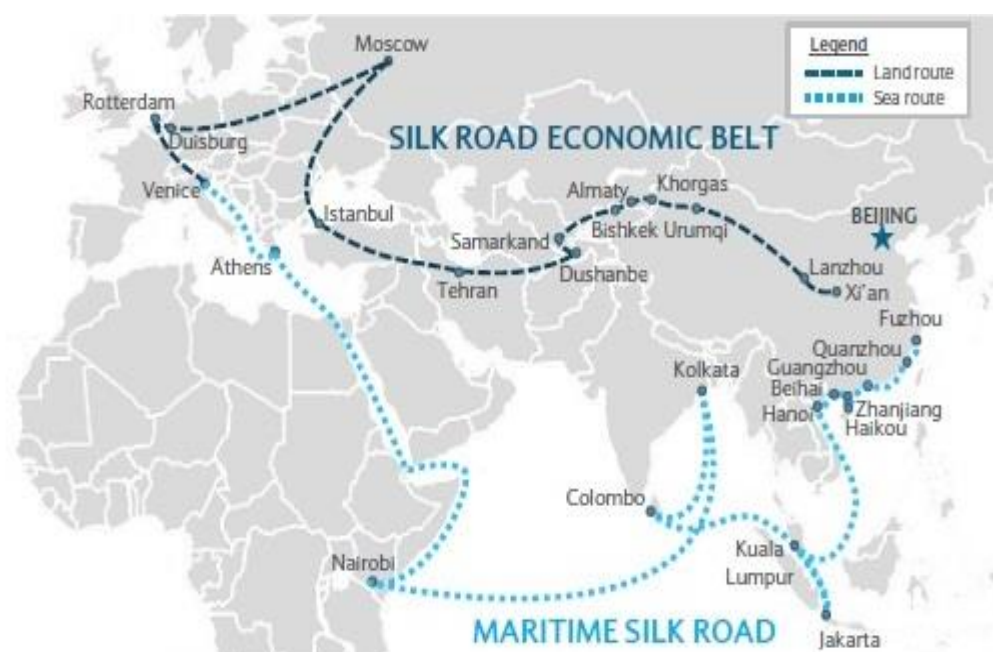 Moscow
Legend
Land route
Sea route
Rotterdam
Duisburg
SILK ROAD ECONOMIC BELT
Venice
Almaty
Khorgas
Istanbul
Bishkek Urumqi
BEIJING
Samarkand
Athens
Tehran
Dushanbe
Lanzhou
Xi'an
Fuzhou
Quanzhou
Kolkata
Guangzhou
Beihai
Hanoi
Zhanjiang
Haikou
Colombo
Nairobi
Kuala
Lumpur
MARITIME SILK ROAD
Jakarta